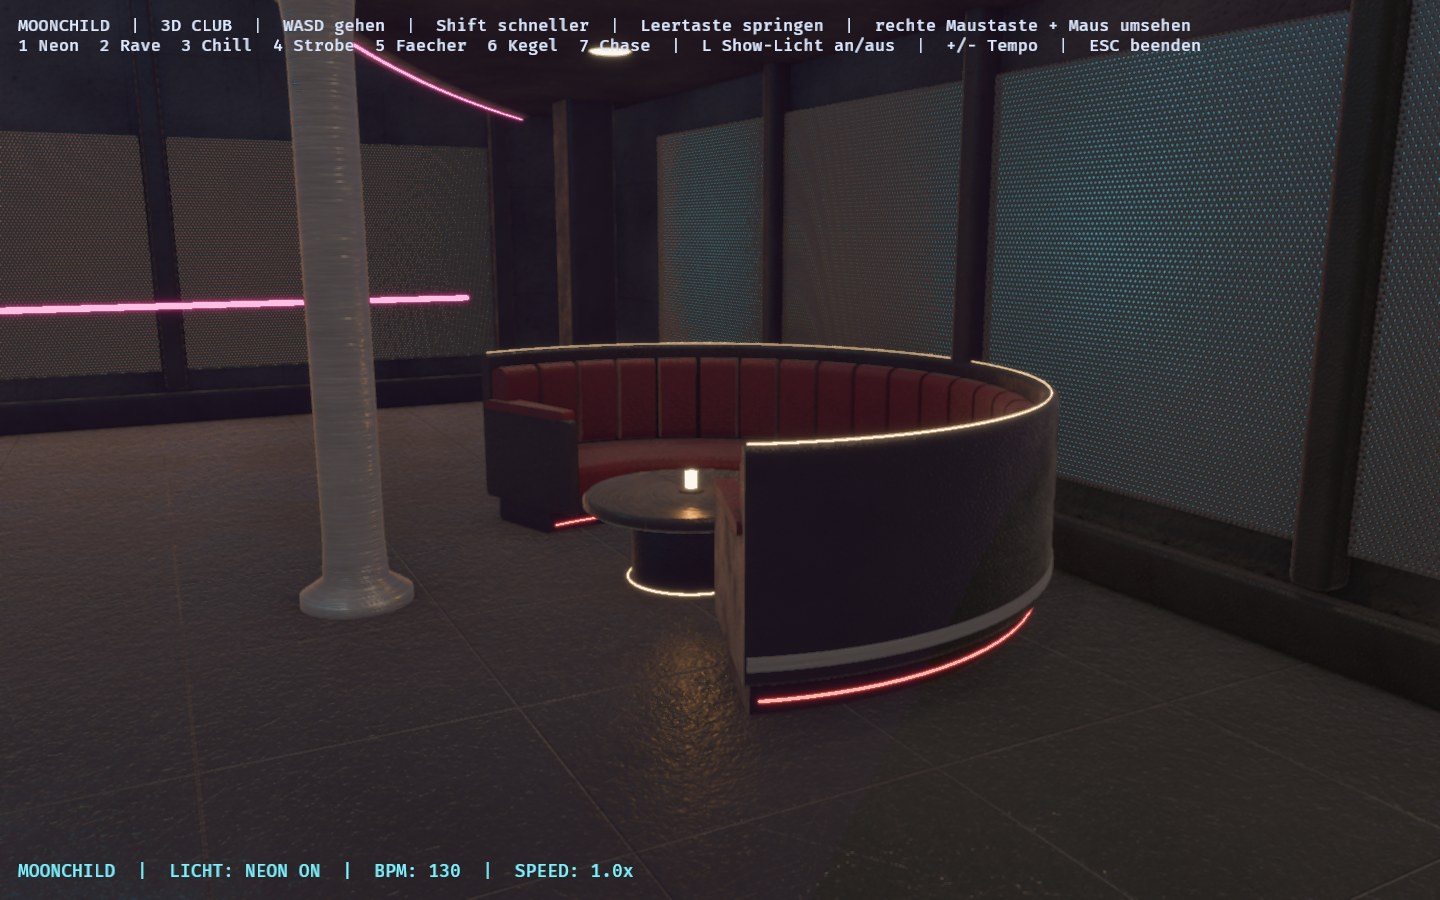 MOONCHILD | 3D CLUB | WASD gehen | Shift schneller | Leertaste springen | rechte Maustaste + Maus umsehen
1 Neon 2 Rave 3 Chill 4 Strobe 5 Faecher 6 Kegel 7 Chase | L Show-Licht an/aus | +/- Tempo | ESC beenden
MOONCHILD | LICHT: NEON ON | BPM: 130 | SPEED: 1.0x